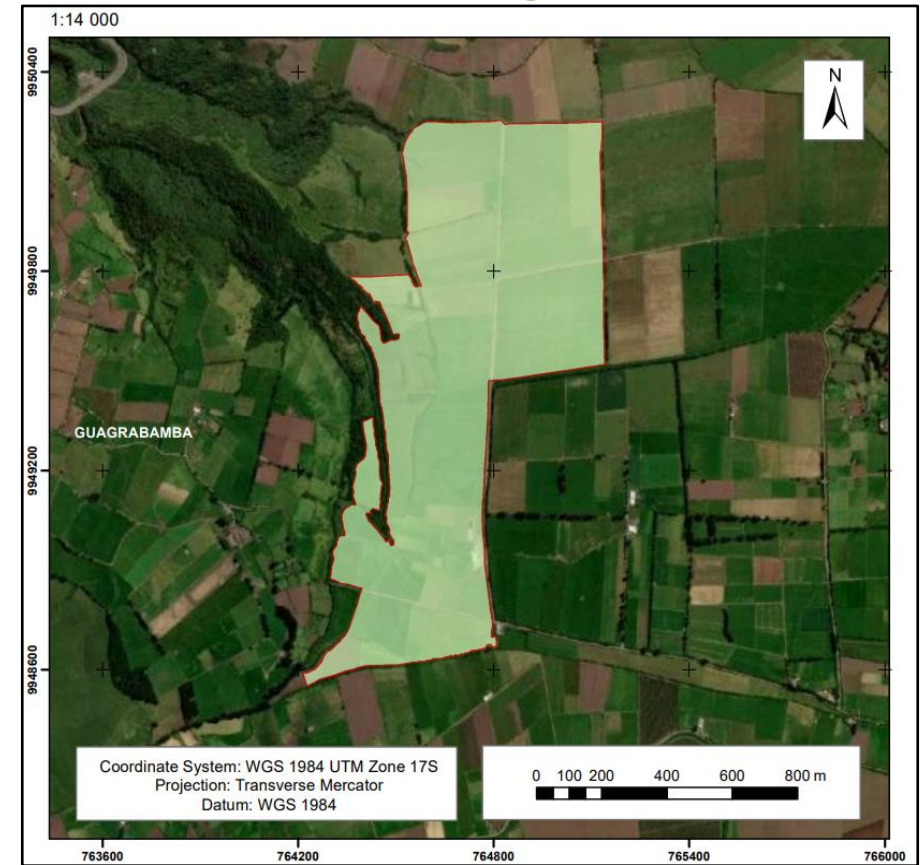 1:14 000
N
9950400
9949800
9949200
9948600
GUAGRABAMBA
Coordinate System: WGS 1984 UTM Zone 17S
Projection: Transverse Mercator
Datum: WGS 1984
0 100 200 400 600 800 m
763600 764200 764800 765400 766000